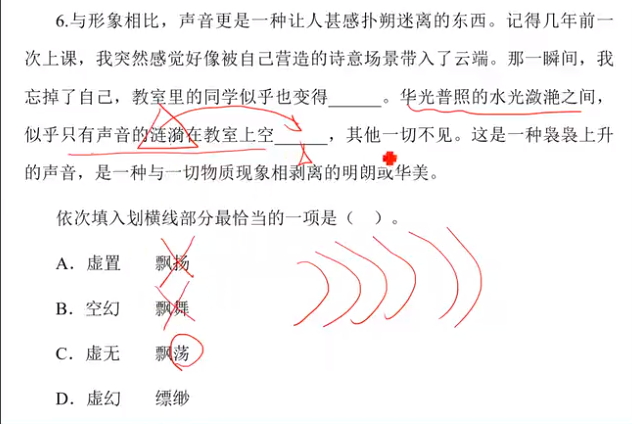 6.与形象相比，声音更是一种让人甚感扑朔迷离的东西。记得几年前一
次上课，我突然感觉好像被自己营造的诗意场景带入了云端。那一瞬间，我
忘掉了自己，教室里的同学似乎也变得______。华光普照的水光潋滟之间，
似乎只有声音的涟漪在教室上空______，其他一切不见。这是一种袅袅上升
的声音，是一种与一切物质现象相剥离的明朗或华美。
依次填入划横线部分最恰当的一项是（ ）。
A．虚置 飘扬
B．空幻 飘舞
C．虚无 飘荡
D．虚幻 缥缈